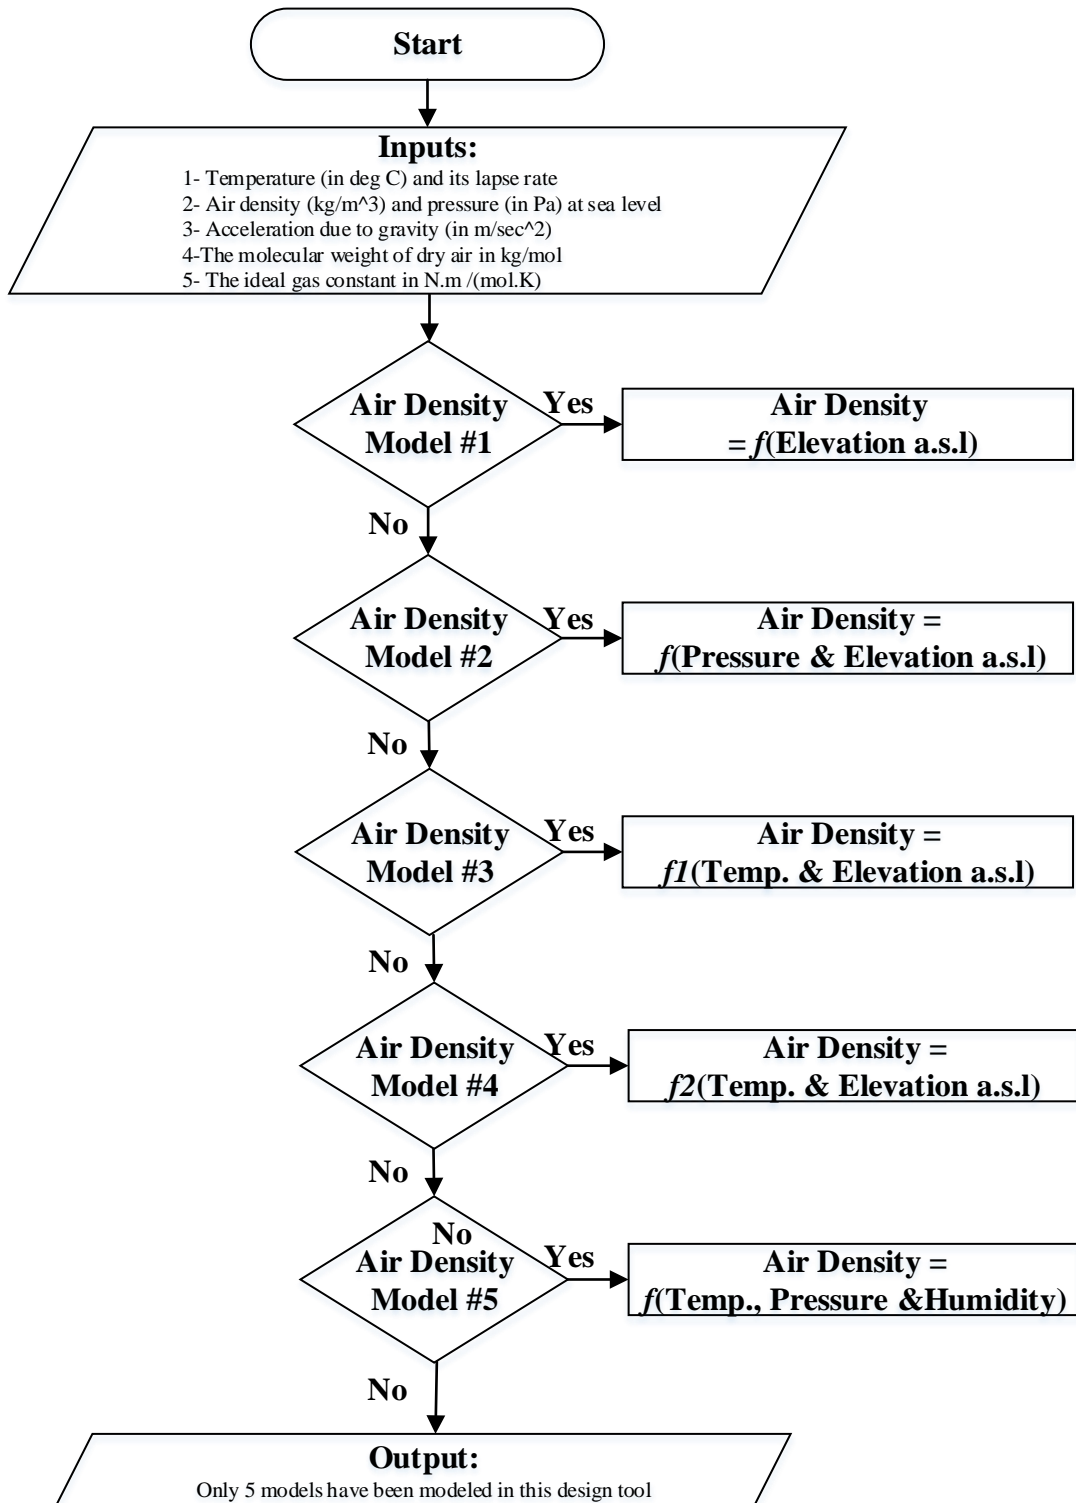 Start
Inputs:
1- Temperature (in deg C) and its lapse rate
2- Air density (kg/m^3) and pressure (in Pa) at sea level
3- Acceleration due to gravity (in m/sec^2)
4-The molecular weight of dry air in kg/mol
5- The ideal gas constant in N.m /(mol.K)
Air Density
Model #1
Yes
Air Density
= f(Elevation a.s.l)
No
Air Density
Model #2
Yes
Air Density =
f(Pressure & Elevation a.s.l)
No
Air Density
Model #3
Yes
Air Density =
f1(Temp. & Elevation a.s.l)
No
Air Density
Model #4
Yes
Air Density =
f2(Temp. & Elevation a.s.l)
No
No
Air Density
Model #5
Yes
Air Density =
f(Temp., Pressure &Humidity)
No
Output:
Only 5 models have been modeled in this design tool